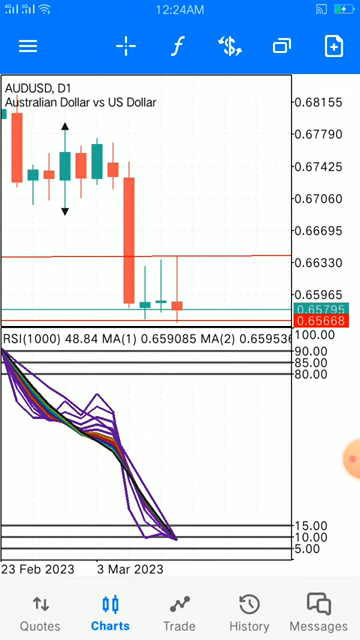 12:24AM
AUDUSD, D1
Australian Dollar vs US Dollar
0.68155
0.67790
0.67425
0.67060
0.66695
0.66330
0.65965
0.65795
0.65668
RSI(1000) 48.84 MA(1) 0.659085 MA(2) 0.659536
100.00
90.00
85.00
80.00
15.00
10.00
5.00
23 Feb 2023 3 Mar 2023
Quotes Charts Trade History Messages